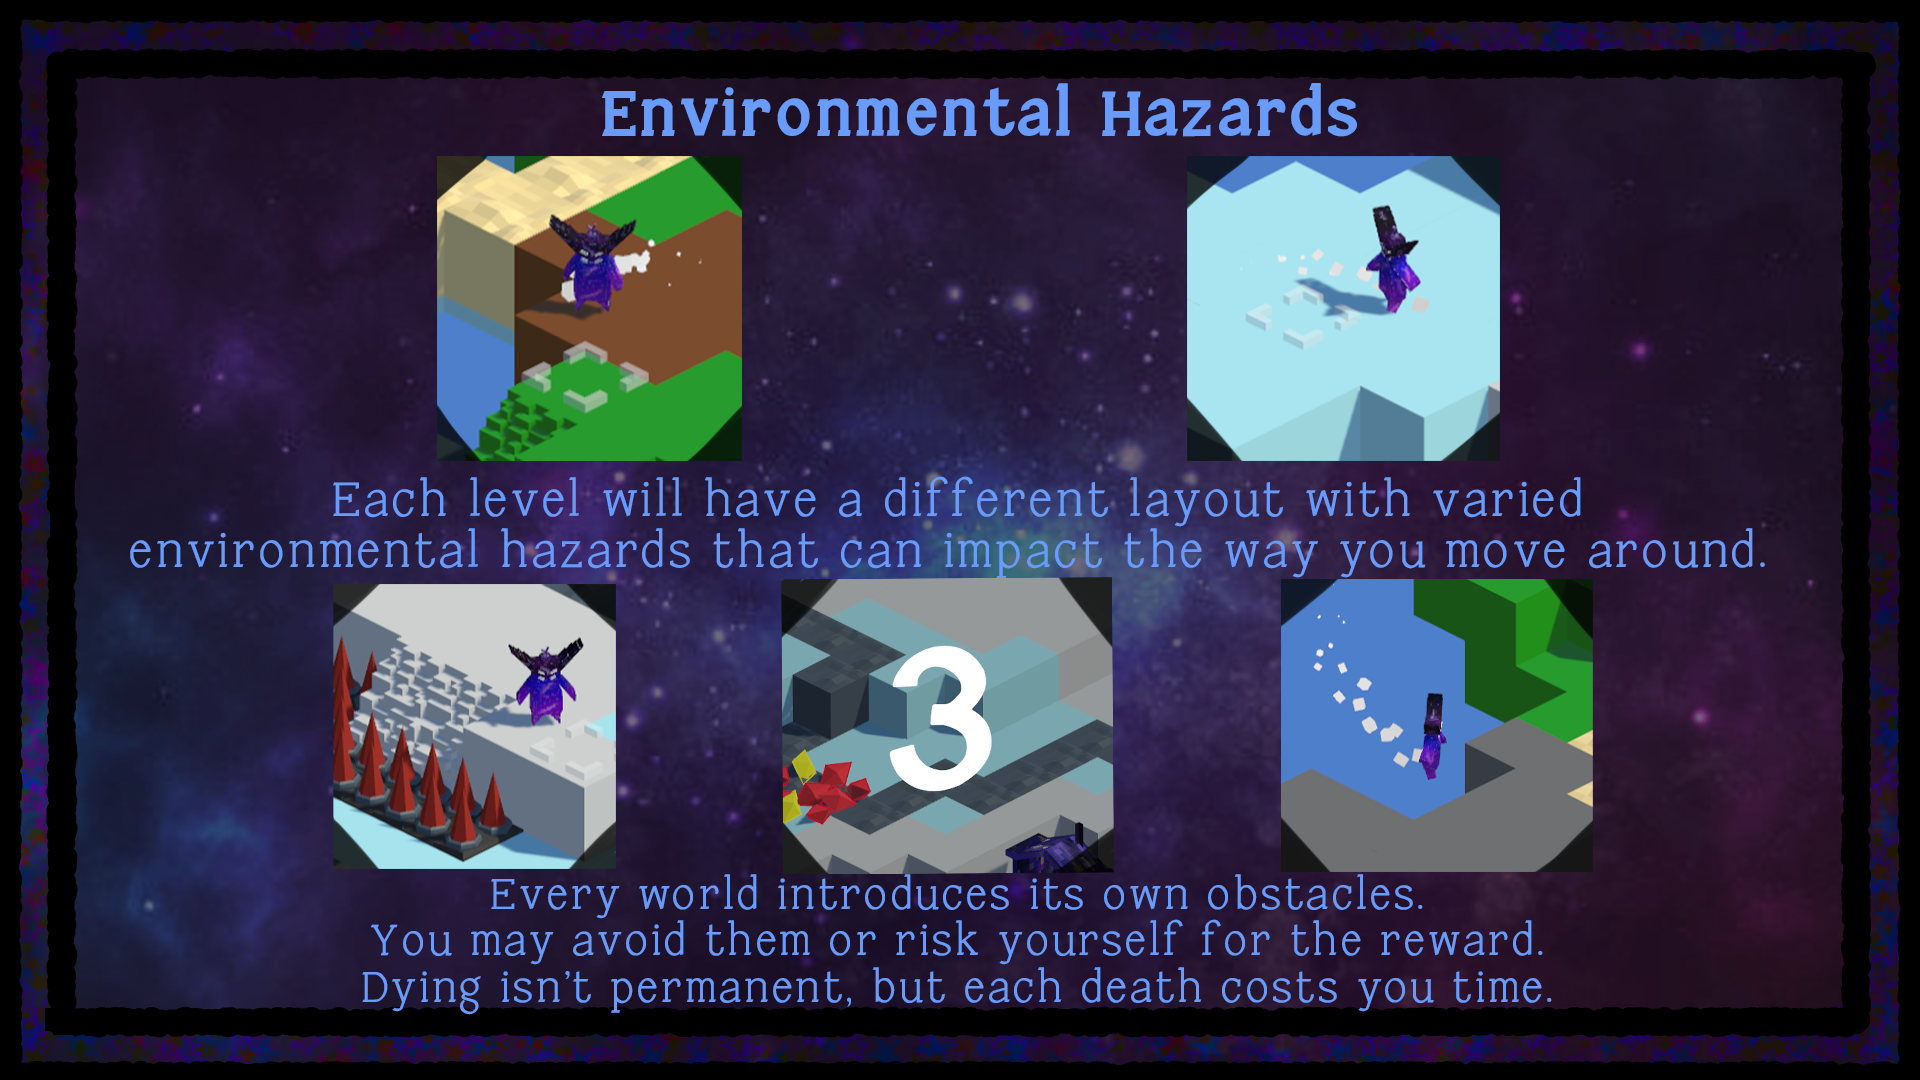 Environmental Hazards
Each level will have a different layout with varied
environmental hazards that can impact the way you move around.
3
Every world introduces its own obstacles.
You may avoid them or risk yourself for the reward.
Dying isn't permanent, but each death costs you time.